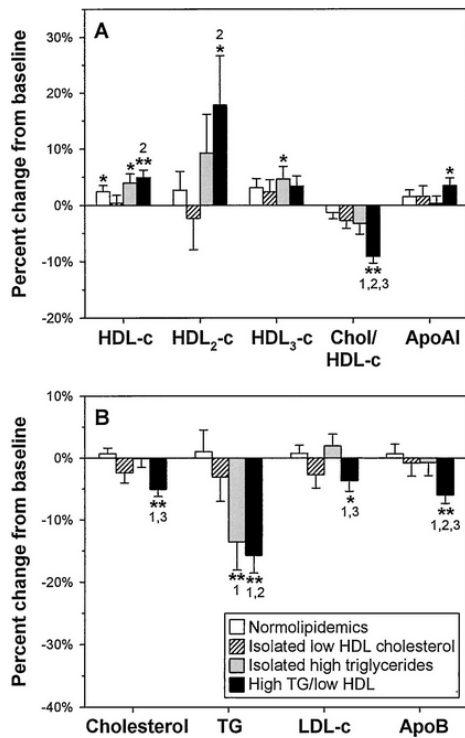 A
Percent change from baseline
30%
20%
10%
0%
-10%
-20%
*
*
2
**
2
*
*
**
1,2,3
*
HDL-c
HDL2-c
HDL3-c
Chol/
HDL-c
ApoAI
B
Percent change from baseline
10%
0%
-10%
-20%
-30%
-40%
**
1,3
**
1
**
1,2
*
1,3
**
1,2,3
Normolipidemics
Isolated low HDL cholesterol
Isolated high triglycerides
High TG/low HDL
Cholesterol
TG
LDL-c
ApoB